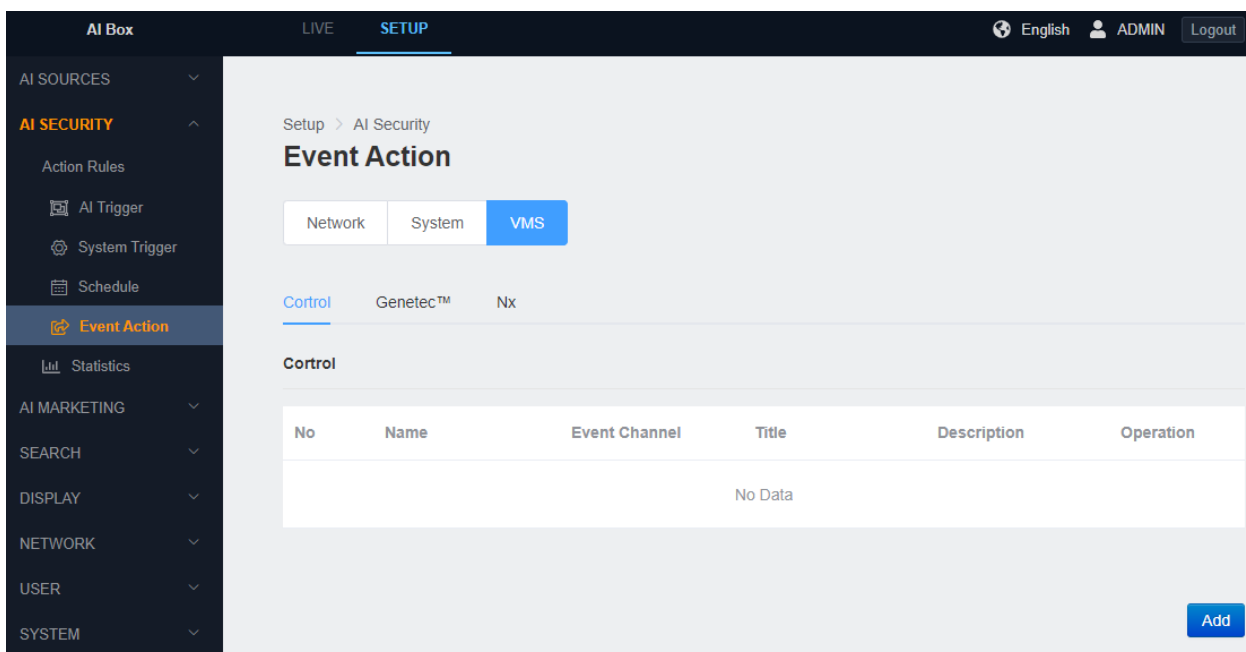 AI Box
LIVE SETUP
English ADMIN Logout
AI SOURCES
AI SECURITY
Action Rules
AI Trigger
System Trigger
Schedule
Event Action
Statistics
AI MARKETING
SEARCH
DISPLAY
NETWORK
USER
SYSTEM
Setup > AI Security
Event Action
Network System VMS
Cortrol Genetec™ Nx
Cortrol
No Name Event Channel Title Description Operation
No Data
Add